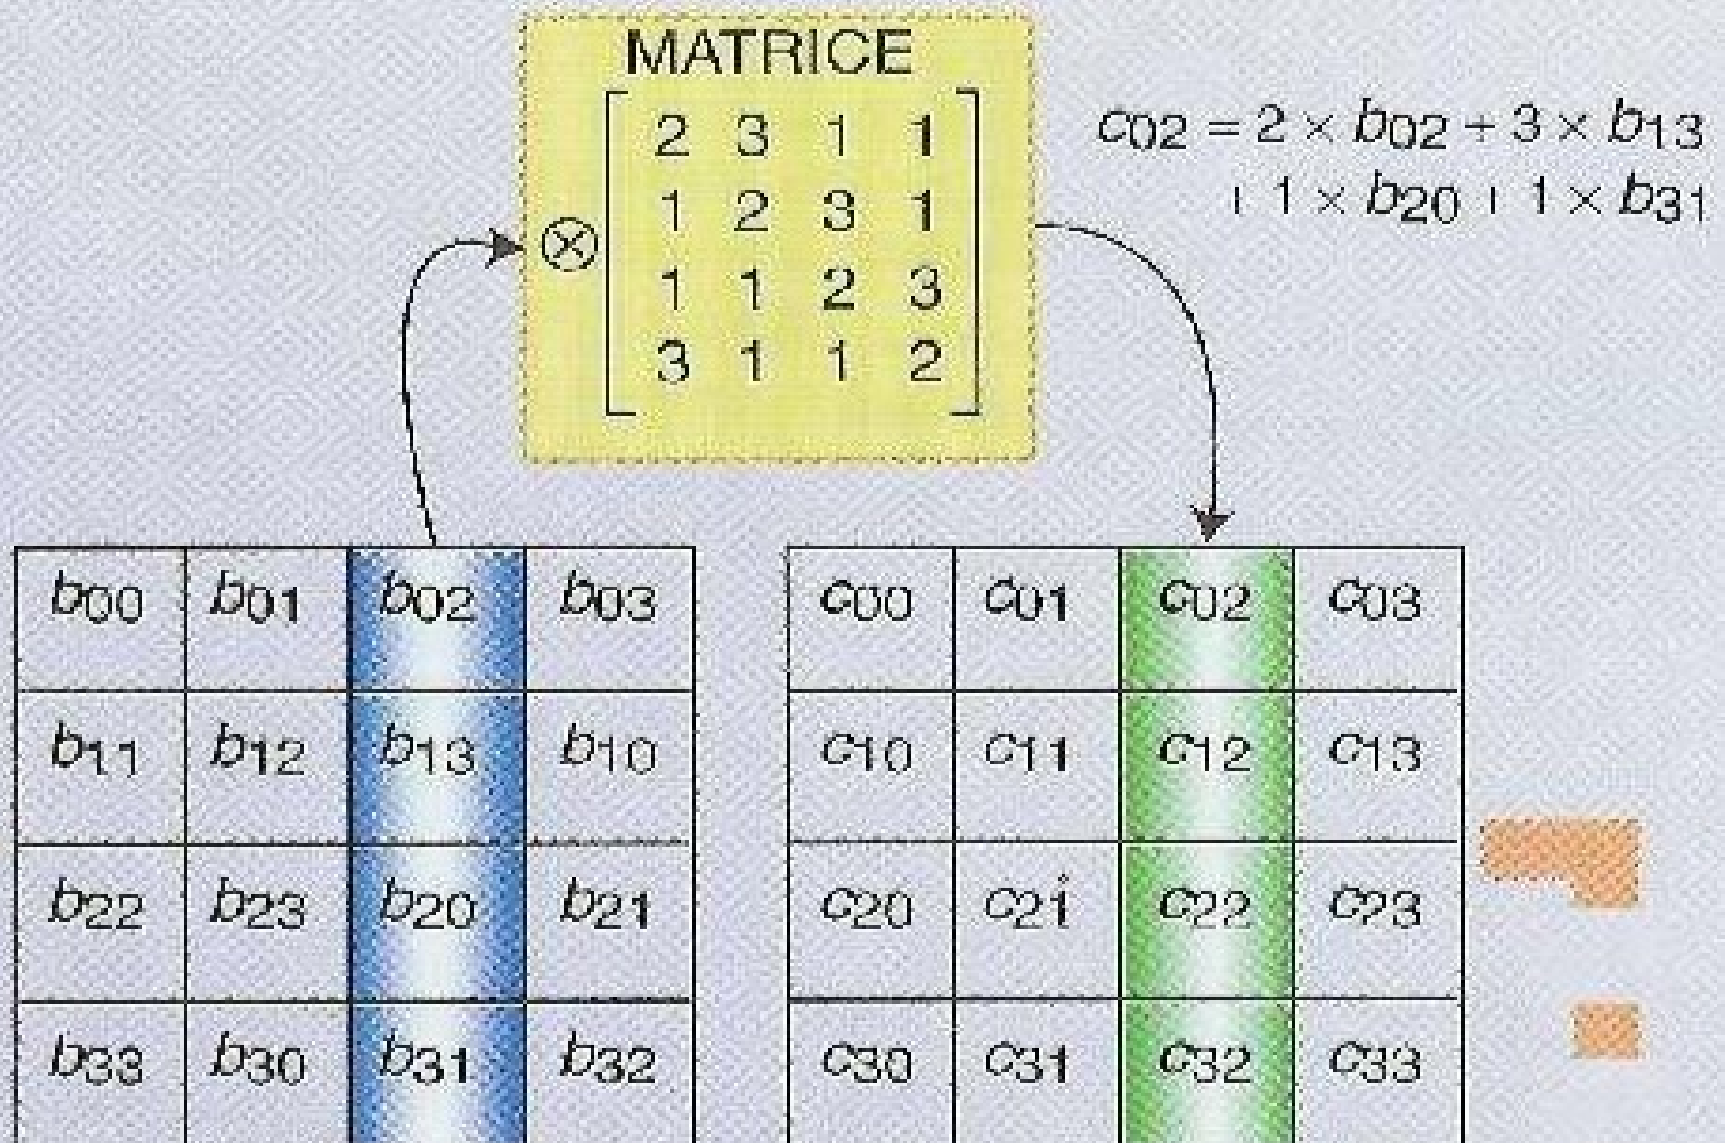 MATRICE
2 3 1 1
1 2 3 1
⊗
1 1 2 3
3 1 1 2
c02 = 2 × b02 + 3 × b13
+ 1 × b20 + 1 × b31
b00 b01 b02 b03
b11 b12 b13 b10
b22 b23 b20 b21
b33 b30 b31 b32
c00 c01 c02 c03
c10 c11 c12 c13
c20 c21 c22 c23
c30 c31 c32 c33